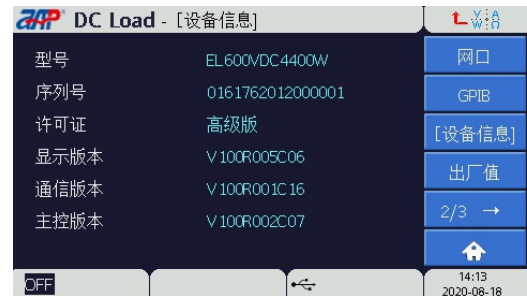 AAP DC Load - [设备信息]
V A
W Ω
型号 EL600VDC4400W
网口
序列号 0161762012000001
GPIB
许可证 高级版
[设备信息]
显示版本 V100R005C06
出厂值
通信版本 V100R001C16
主控版本 V100R002C07
2/3 →
OFF
14:13
2020-08-18